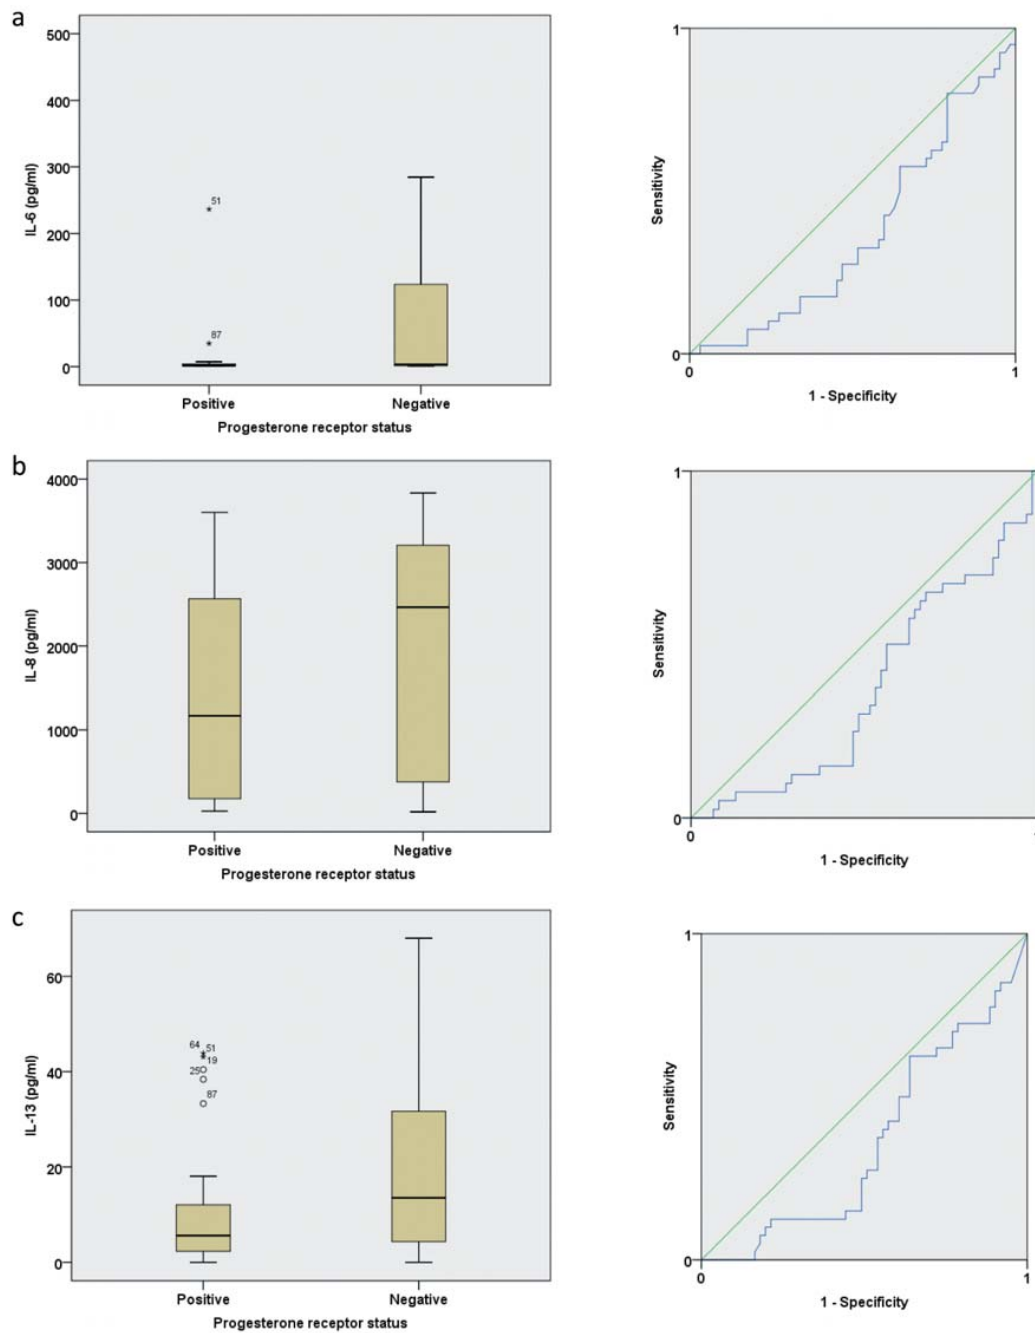 a
500
400
300
200
100
0
IL-6 (pg/ml)
51
87
Positive
Negative
Progesterone receptor status
1
0
Sensitivity
0
1
1 - Specificity
b
4000
3000
2000
1000
0
IL-8 (pg/ml)
Positive
Negative
Progesterone receptor status
1
0
Sensitivity
0
1 - Specificity
c
60
40
20
0
IL-13 (pg/ml)
64
51
19
25
87
Positive
Negative
Progesterone receptor status
1
0
Sensitivity
0
1
1 - Specificity